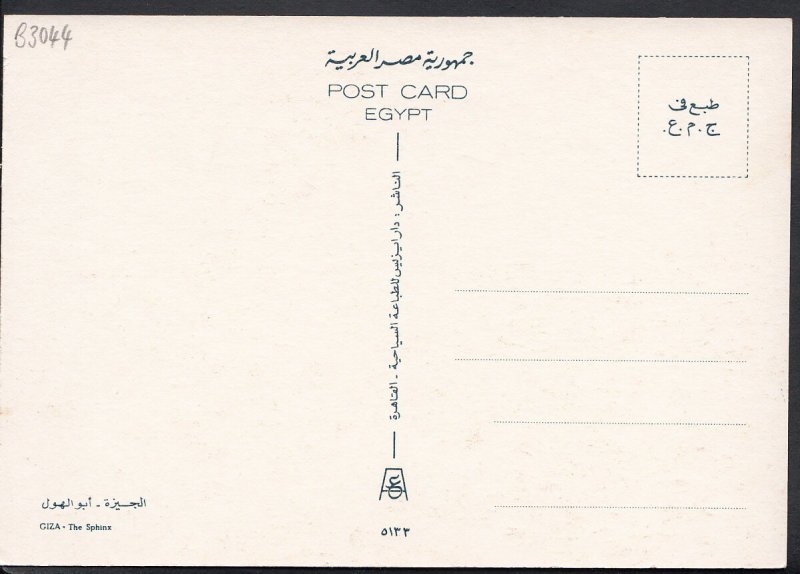 B3044
جمهورية مصر العربية
POST CARD
EGYPT
طبع في
ج.م.ع.
الناشر: دار ايزيس للطباعة السياحية - القاهرة
الجيزة - أبو الهول
GIZA - The Sphinx
٥١٣٣